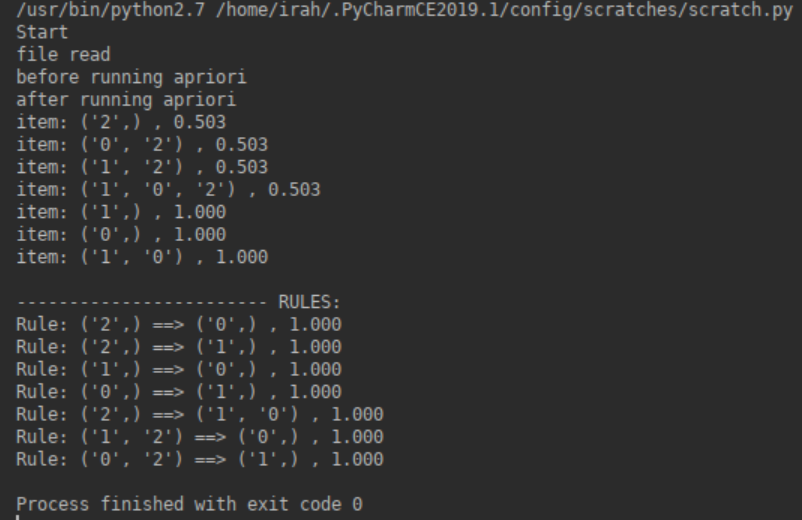 /usr/bin/python2.7 /home/irah/.PyCharmCE2019.1/config/scratches/scratch.py
Start
file read
before running apriori
after running apriori
item: ('2',) , 0.503
item: ('0', '2') , 0.503
item: ('1', '2') , 0.503
item: ('1', '0', '2') , 0.503
item: ('1',) , 1.000
item: ('0',) , 1.000
item: ('1', '0') , 1.000
------------------------ RULES:
Rule: ('2',) ==> ('0',) , 1.000
Rule: ('2',) ==> ('1',) , 1.000
Rule: ('1',) ==> ('0',) , 1.000
Rule: ('0',) ==> ('1',) , 1.000
Rule: ('2',) ==> ('1', '0') , 1.000
Rule: ('1', '2') ==> ('0',) , 1.000
Rule: ('0', '2') ==> ('1',) , 1.000
Process finished with exit code 0